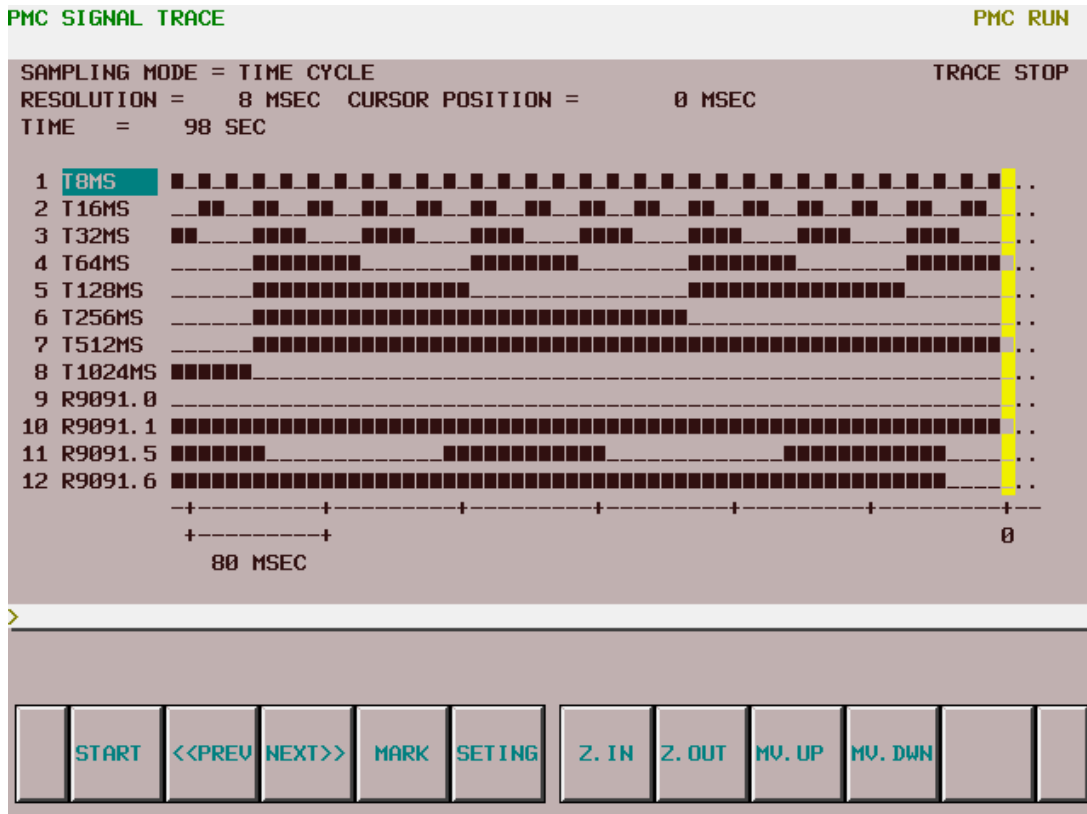 PMC SIGNAL TRACE PMC RUN
SAMPLING MODE = TIME CYCLE TRACE STOP
RESOLUTION = 8 MSEC CURSOR POSITION = 0 MSEC
TIME = 98 SEC
1 T8MS
2 T16MS
3 T32MS
4 T64MS
5 T128MS
6 T256MS
7 T512MS
8 T1024MS
9 R9091.0
10 R9091.1
11 R9091.5
12 R9091.6
0
80 MSEC
>
START <<PREV NEXT>> MARK SETING Z.IN Z.OUT MV.UP MV.DWN